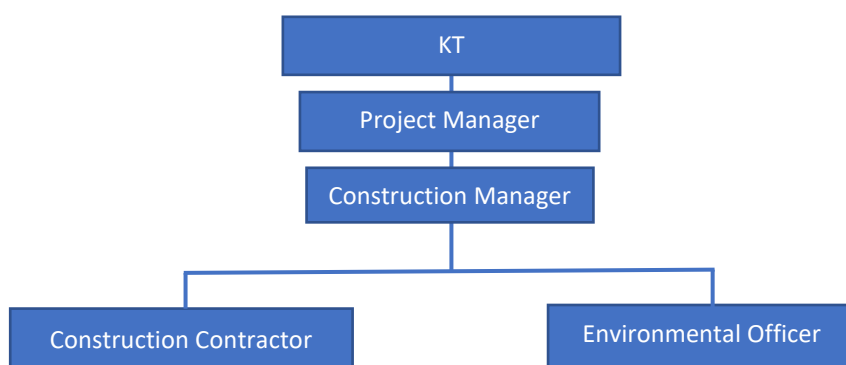 KT
Project Manager
Construction Manager
Construction Contractor
Environmental Officer